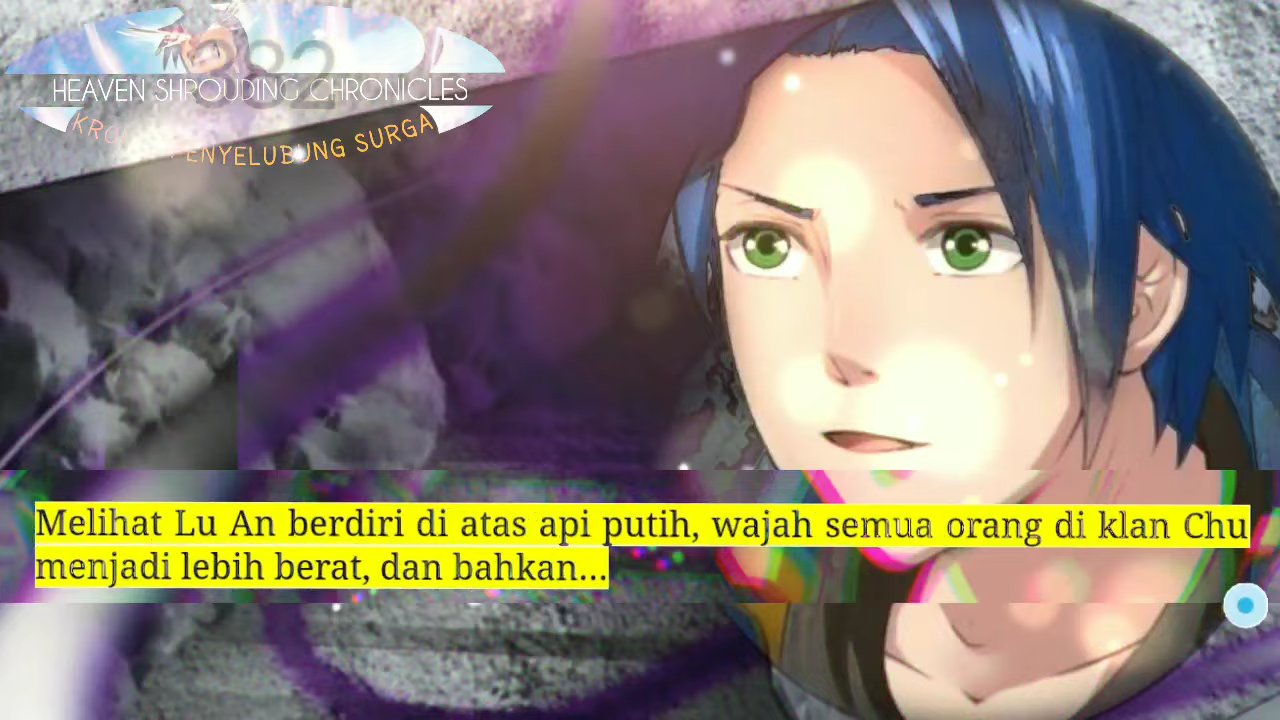 882
HEAVEN SHROUDING CHRONICLES
PENYELUBUNG SURGA
Melihat Lu An berdiri di atas api putih, wajah semua orang di klan Chu
menjadi lebih berat, dan bahkan...